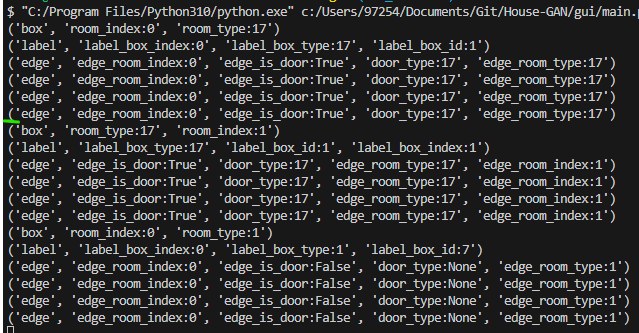 $ "C:/Program Files/Python310/python.exe" c:/Users/97254/Documents/Git/House-GAN/gui/main.
('box', 'room_index:0', 'room_type:17')
('label', 'label_box_index:0', 'label_box_type:17', 'label_box_id:1')
('edge', 'edge_room_index:0', 'edge_is_door:True', 'door_type:17', 'edge_room_type:17')
('edge', 'edge_room_index:0', 'edge_is_door:True', 'door_type:17', 'edge_room_type:17')
('edge', 'edge_room_index:0', 'edge_is_door:True', 'door_type:17', 'edge_room_type:17')
('edge', 'edge_room_index:0', 'edge_is_door:True', 'door_type:17', 'edge_room_type:17')
('box', 'room_type:17', 'room_index:1')
('label', 'label_box_type:17', 'label_box_id:1', 'label_box_index:1')
('edge', 'edge_is_door:True', 'door_type:17', 'edge_room_type:17', 'edge_room_index:1')
('edge', 'edge_is_door:True', 'door_type:17', 'edge_room_type:17', 'edge_room_index:1')
('edge', 'edge_is_door:True', 'door_type:17', 'edge_room_type:17', 'edge_room_index:1')
('edge', 'edge_is_door:True', 'door_type:17', 'edge_room_type:17', 'edge_room_index:1')
('box', 'room_index:0', 'room_type:1')
('label', 'label_box_index:0', 'label_box_type:1', 'label_box_id:7')
('edge', 'edge_room_index:0', 'edge_is_door:False', 'door_type:None', 'edge_room_type:1')
('edge', 'edge_room_index:0', 'edge_is_door:False', 'door_type:None', 'edge_room_type:1')
('edge', 'edge_room_index:0', 'edge_is_door:False', 'door_type:None', 'edge_room_type:1')
('edge', 'edge_room_index:0', 'edge_is_door:False', 'door_type:None', 'edge_room_type:1')